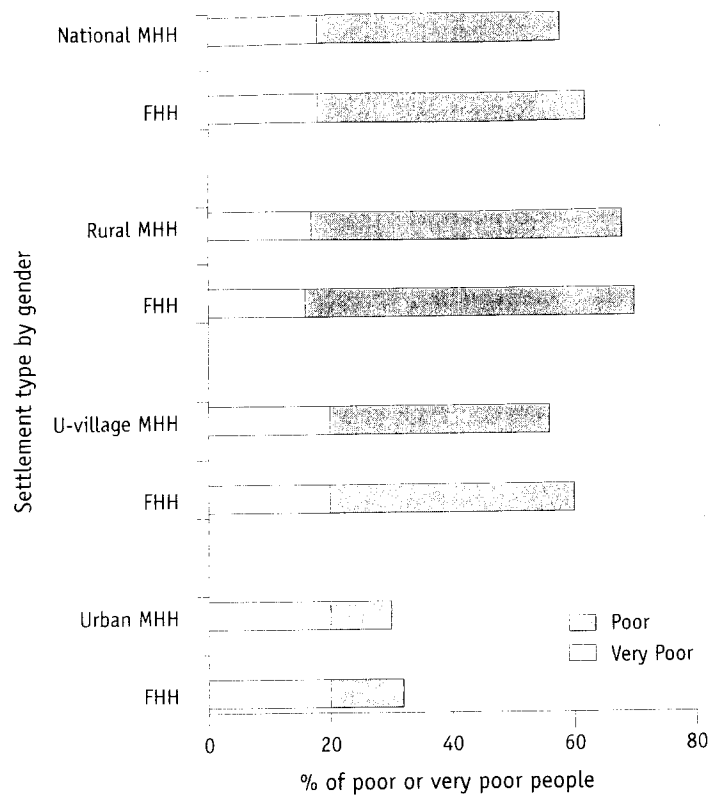 National MHH
FHH
Rural MHH
FHH
U-village MHH
FHH
Urban MHH
FHH
Settlement type by gender
Poor
Very Poor
0 20 40 60 80
% of poor or very poor people